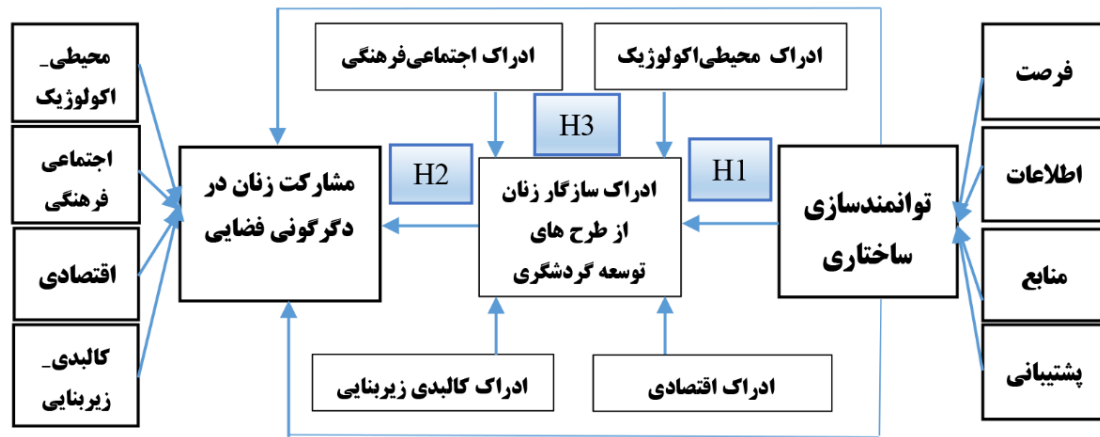 فرصت
اطلاعات
منابع
پشتیبانی
توانمندسازی
ساختاری
H1
ادراک محیطی‌اکولوژیک
ادراک اجتماعی‌فرهنگی
H3
ادراک سازگار زنان
از طرح های
توسعه گردشگری
ادراک اقتصادی
ادراک کالبدی زیربنایی
H2
مشارکت زنان در
دگرگونی فضایی
محیطی_
اکولوژیک
اجتماعی
فرهنگی
اقتصادی
کالبدی_
زیربنایی